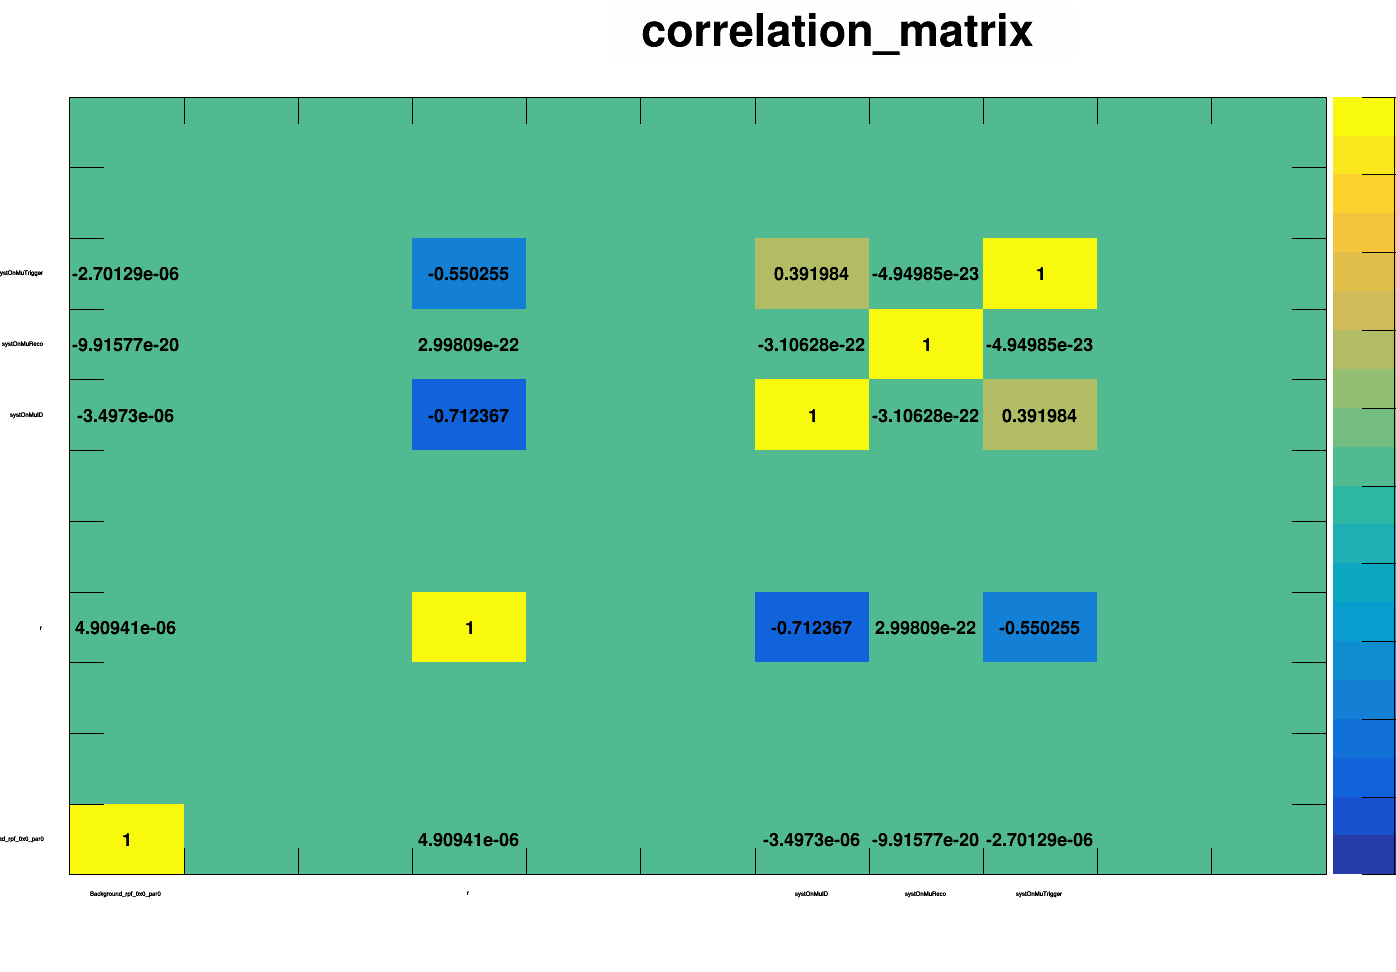 correlation_matrix
ystOnMuTrigger -2.70129e-06 -0.550255 0.391984 -4.94985e-23 1
systOnMuReco -9.91577e-20 2.99809e-22 -3.10628e-22 1 -4.94985e-23
systOnMuID -3.4973e-06 -0.712367 1 -3.10628e-22 0.391984
r 4.90941e-06 1 -0.712367 2.99809e-22 -0.550255
nd_rpf_0x0_par0 1 4.90941e-06 -3.4973e-06 -9.91577e-20 -2.70129e-06
Background_rpf_0x0_par0 r systOnMuID systOnMuReco systOnMuTrigger